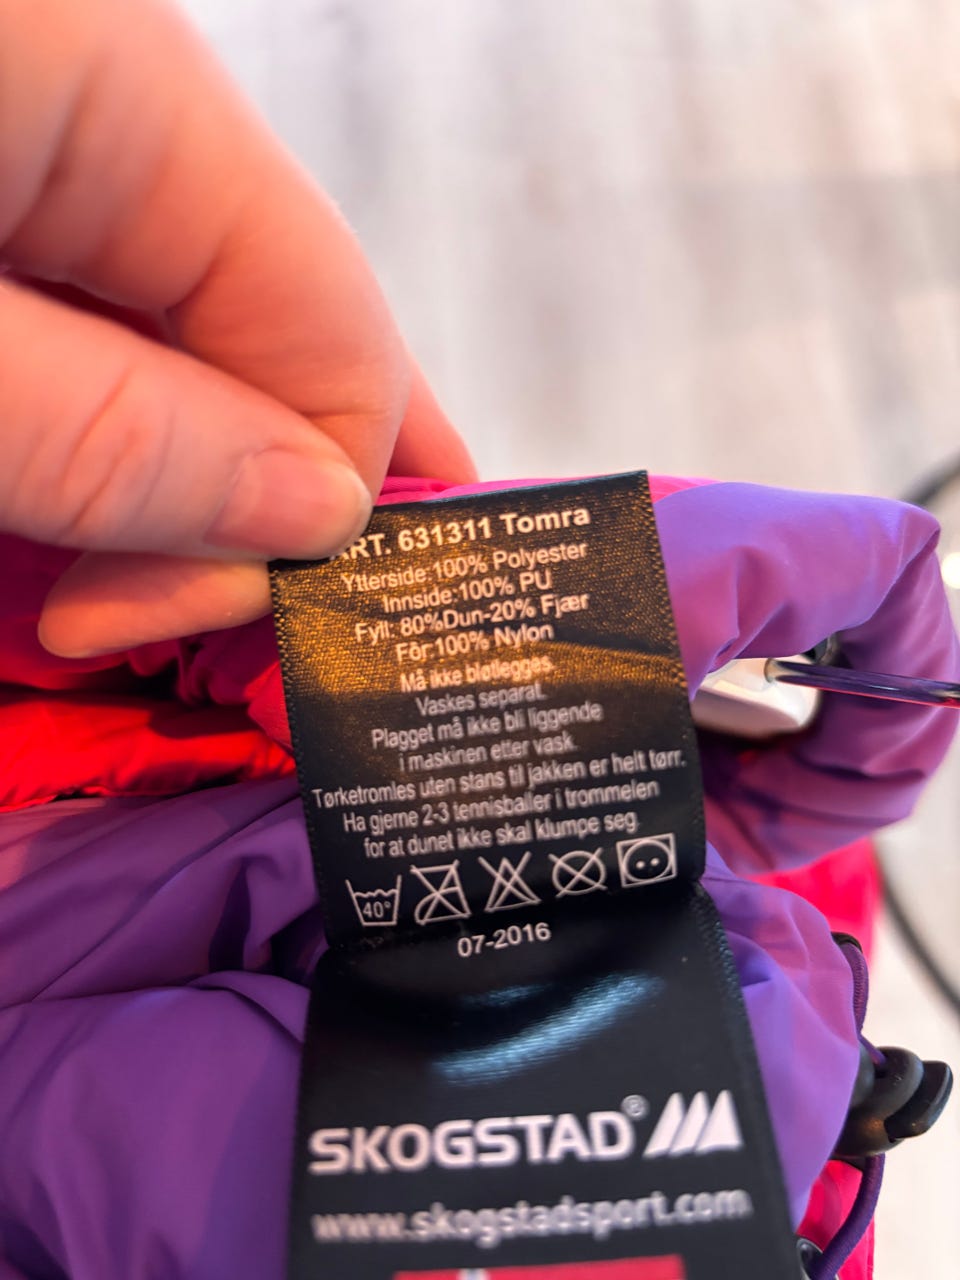 ART. 631311 Tomra
Ytterside:100% Polyester
Innside:100% PU
Fyll: 80%Dun-20% Fjær
Fôr:100% Nylon
Må ikke bløtlegges.
Vaskes separat.
Plagget må ikke bli liggende
i maskinen etter vask.
Tørketromles uten stans til jakken er helt tørr.
Ha gjerne 2-3 tennisballer i trommelen
for at dunet ikke skal klumpe seg.
40°
07-2016
SKOGSTAD®
www.skogstadsport.com